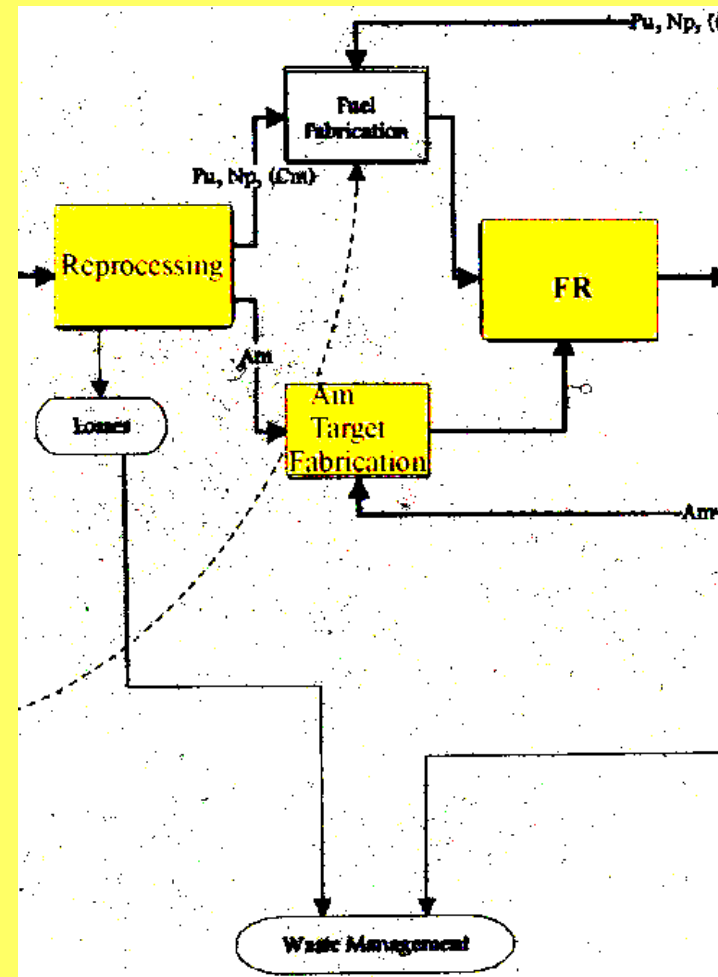 Pu, Np, (
Fuel
Fabrication
Pu, Np, (Cm)
Reprocessing
FR
Am
Am
Target
Fabrication
Losses
Am
Waste Management